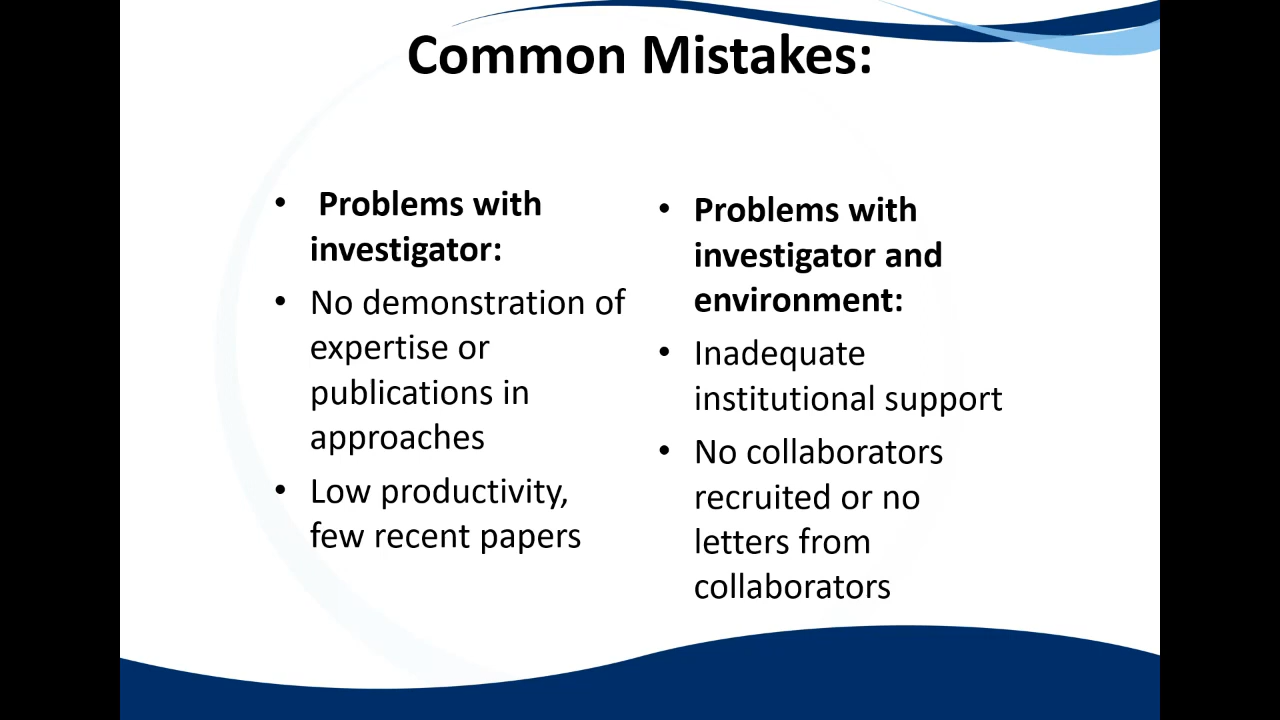 Common Mistakes:
• Problems with
investigator:
• No demonstration of
expertise or
publications in
approaches
• Low productivity,
few recent papers
• Problems with
investigator and
environment:
• Inadequate
institutional support
• No collaborators
recruited or no
letters from
collaborators